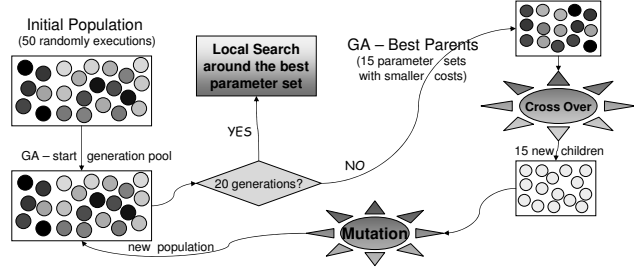 Initial Population
(50 randomly executions)
Local Search
around the best
parameter set
GA – Best Parents
(15 parameter sets
with smaller costs)
Cross Over
YES
GA – start generation pool
NO
15 new children
20 generations?
Mutation
new population